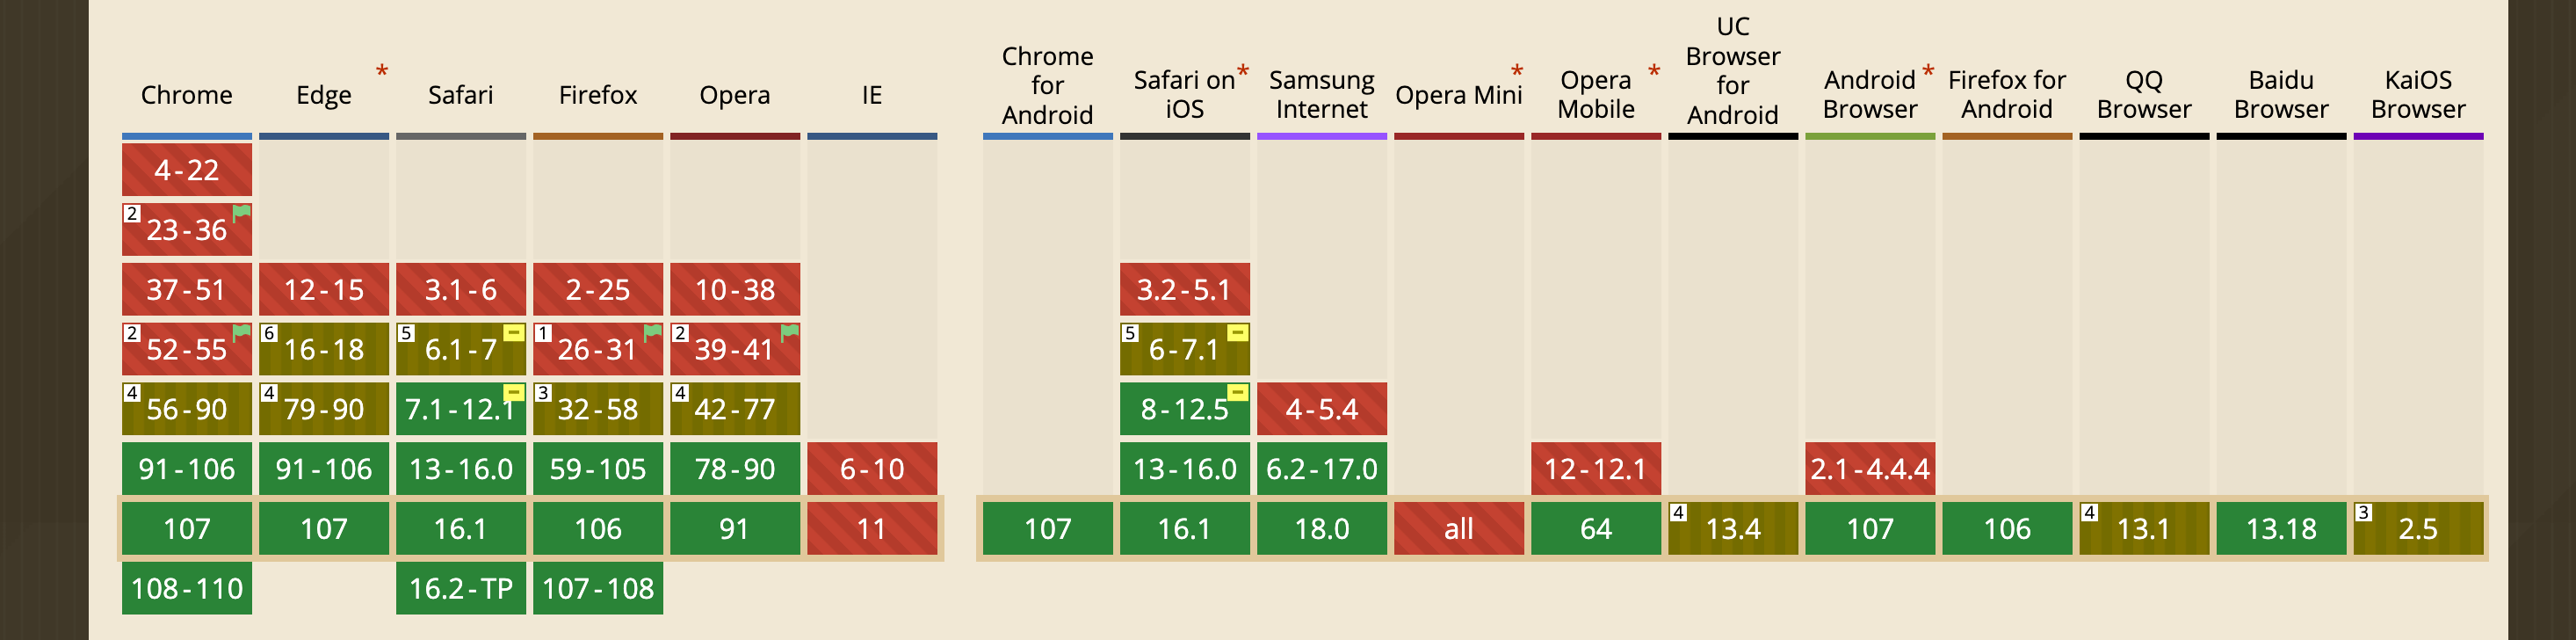 UC
Chrome Browser
for for
Android Android
Chrome Edge * Safari Firefox Opera IE
Safari on * iOS
Samsung Internet
Opera Mini *
Opera Mobile *
Android Browser *
Firefox for Android
QQ Browser
Baidu Browser
KaiOS Browser
4-22
2 23-36
37-51 12-15 3.1-6 2-25 10-38 3.2-5.1
2 52-55 6 16-18 5 6.1-7 - 1 26-31 2 39-41 5 6-7.1 -
4 56-90 4 79-90 7.1-12.1 - 3 32-58 4 42-77 8-12.5 - 4-5.4
91-106 91-106 13-16.0 59-105 78-90 6-10 13-16.0 6.2-17.0 12-12.1 2.1-4.4.4
107 107 16.1 106 91 11 107 16.1 18.0 all 64 4 13.4 107 106 4 13.1 13.18 3 2.5
108-110 16.2-TP 107-108